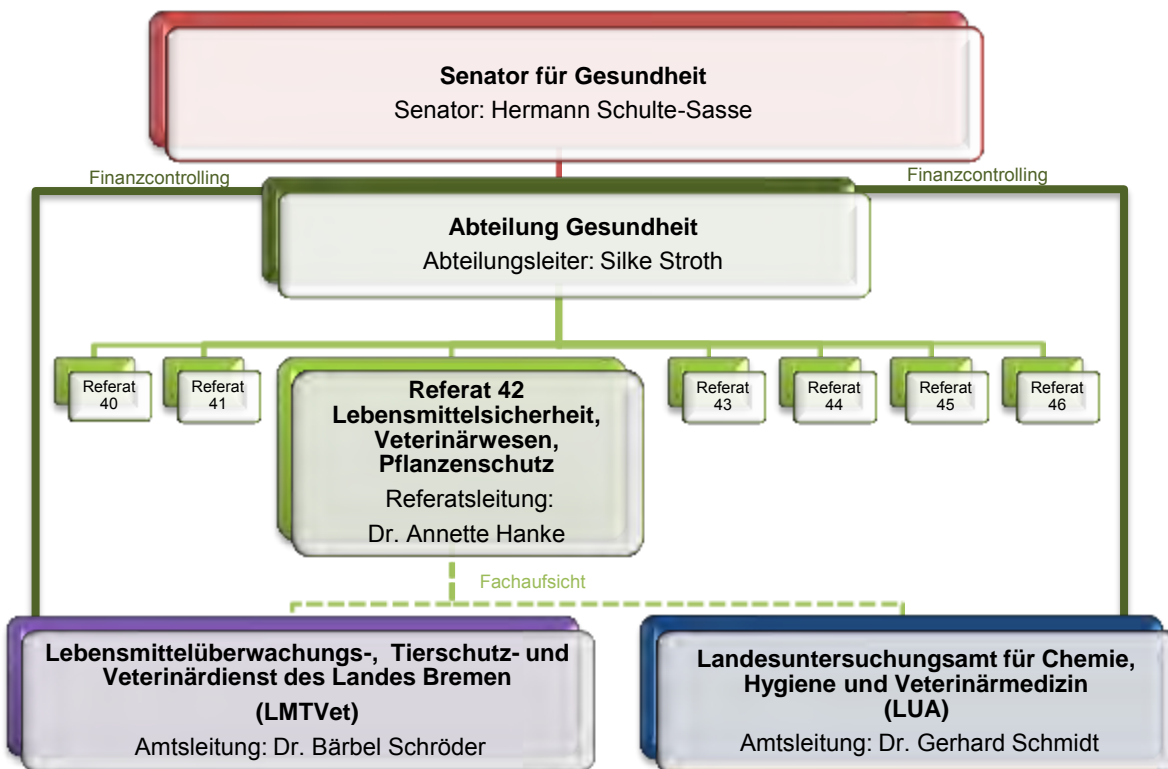 Senator für Gesundheit
Senator: Hermann Schulte-Sasse
Finanzcontrolling
Finanzcontrolling
Abteilung Gesundheit
Abteilungsleiter: Silke Stroth
Referat
40
Referat
41
Referat 42
Lebensmittelsicherheit,
Veterinärwesen,
Pflanzenschutz
Referatsleitung:
Dr. Annette Hanke
Referat
43
Referat
44
Referat
45
Referat
46
Fachaufsicht
Lebensmittelüberwachungs-, Tierschutz- und
Veterinärdienst des Landes Bremen
(LMTVet)
Amtsleitung: Dr. Bärbel Schröder
Landesuntersuchungsamt für Chemie,
Hygiene und Veterinärmedizin
(LUA)
Amtsleitung: Dr. Gerhard Schmidt